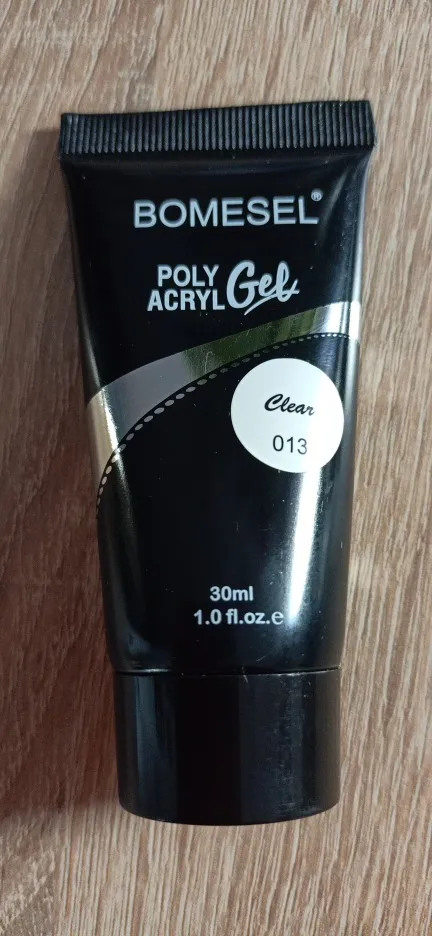 BOMESEL®
POLY
ACRYL Gel
Clear
013
30ml
1.0 fl.oz.e